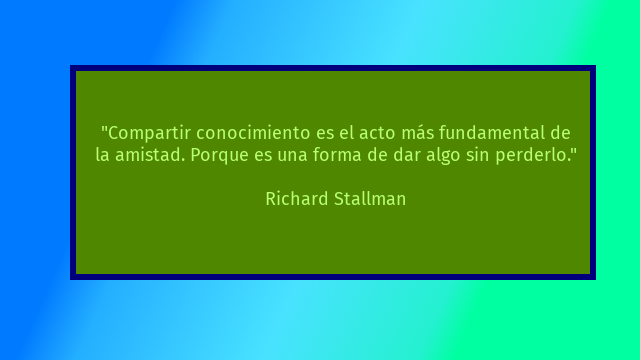 "Compartir conocimiento es el acto más fundamental de
la amistad. Porque es una forma de dar algo sin perderlo."
Richard Stallman